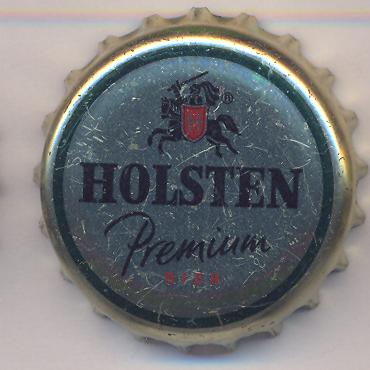 ®
HOLSTEN
Premium
BIER